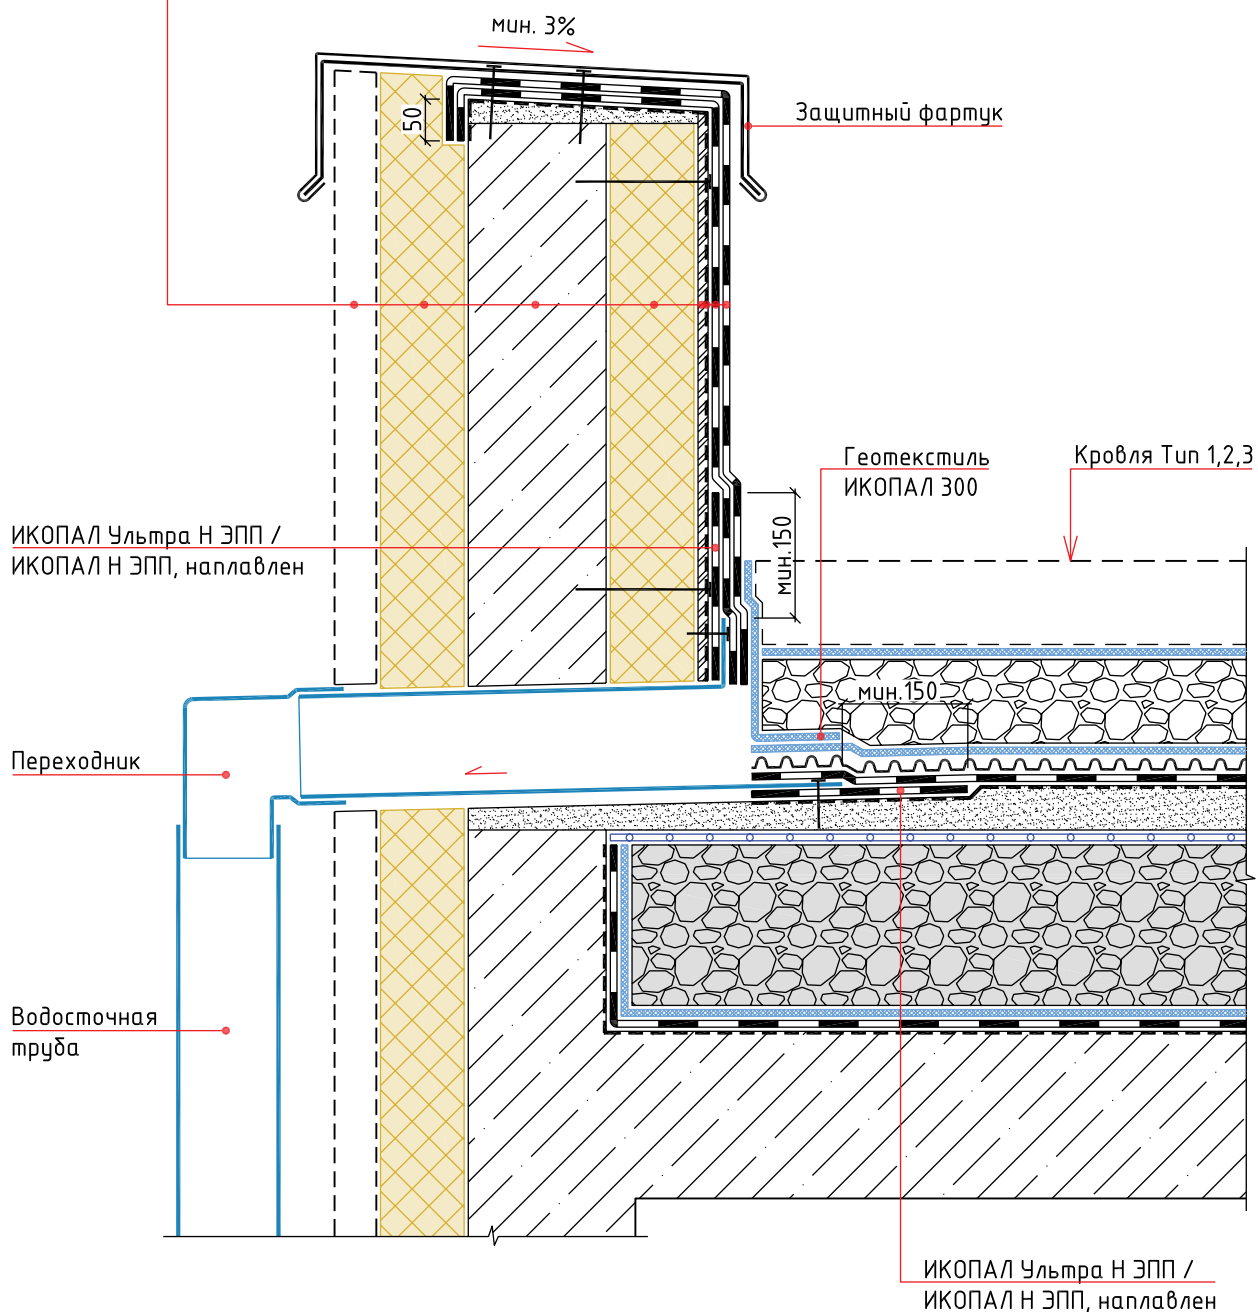 мин. 3%
Защитный фартук
50
Геотекстиль
ИКОПАЛ 300
Кровля Тип 1,2,3
ИКОПАЛ Ультра Н ЭПП /
ИКОПАЛ Н ЭПП, наплавлен
мин.150
мин.150
Переходник
Водосточная
труба
ИКОПАЛ Ультра Н ЭПП /
ИКОПАЛ Н ЭПП, наплавлен